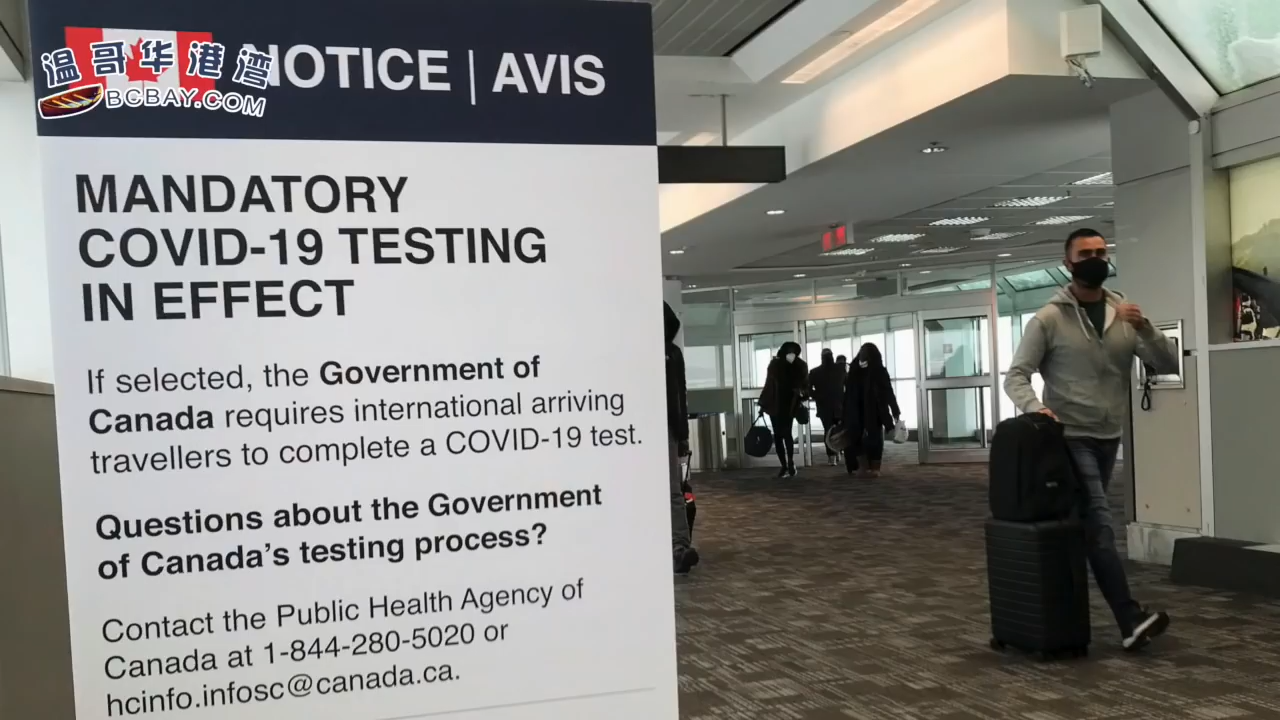 温哥华港湾
BCBAY.COM
NOTICE | AVIS
MANDATORY
COVID-19 TESTING
IN EFFECT
If selected, the Government of
Canada requires international arriving
travellers to complete a COVID-19 test.
Questions about the Government
of Canada's testing process?
Contact the Public Health Agency of
Canada at 1-844-280-5020 or
hcinfo.infosc@canada.ca.